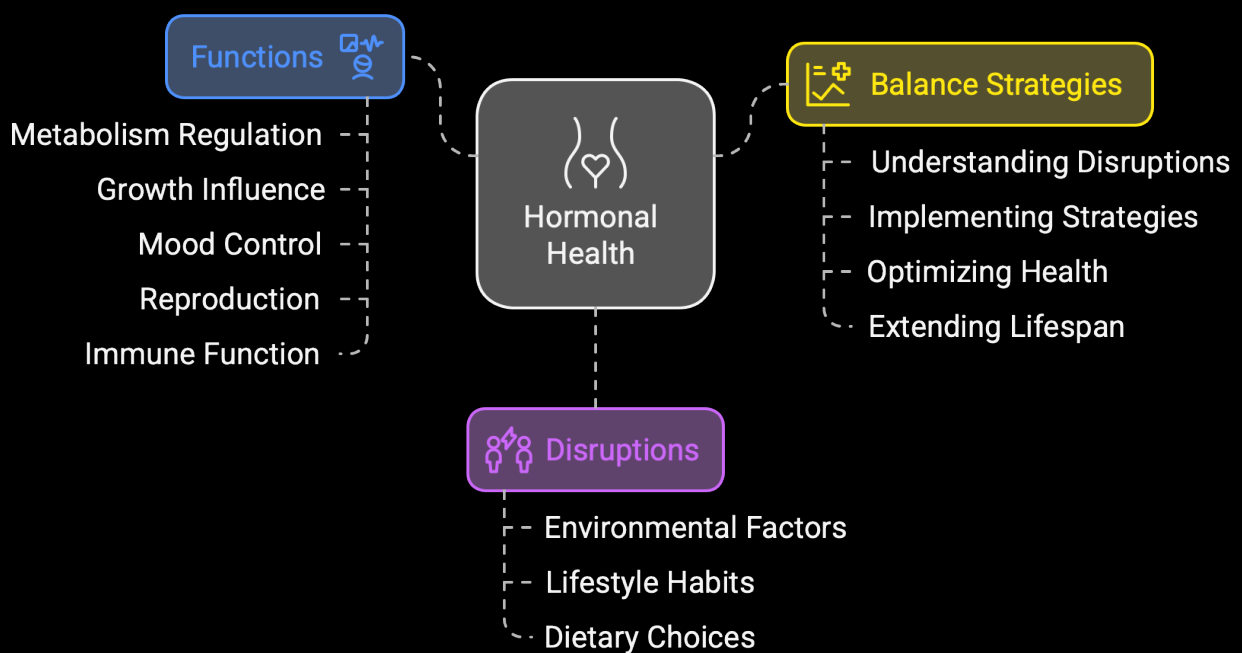 Functions
Metabolism Regulation
Growth Influence
Mood Control
Reproduction
Immune Function
Hormonal
Health
Balance Strategies
Understanding Disruptions
Implementing Strategies
Optimizing Health
Extending Lifespan
Disruptions
Environmental Factors
Lifestyle Habits
Dietary Choices